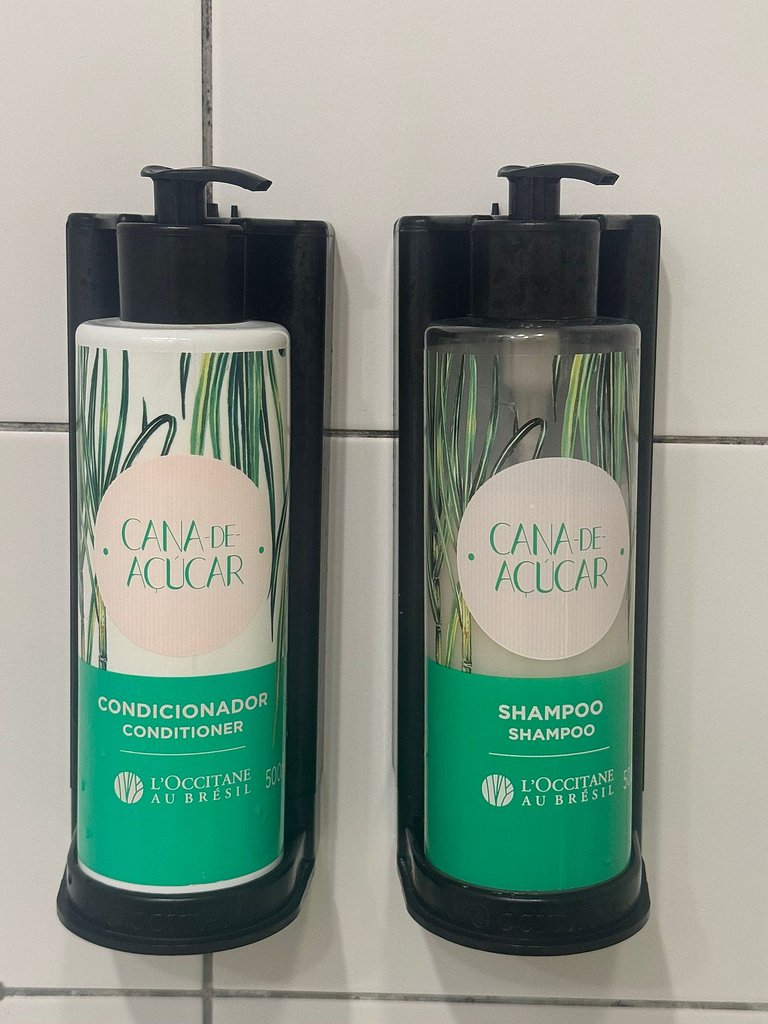 CANA-DE-
AÇÚCAR
CONDICIONADOR
CONDITIONER
L'OCCITANE
AU BRÉSIL
CANA-DE-
AÇÚCAR
SHAMPOO
SHAMPOO
L'OCCITANE
AU BRÉSIL